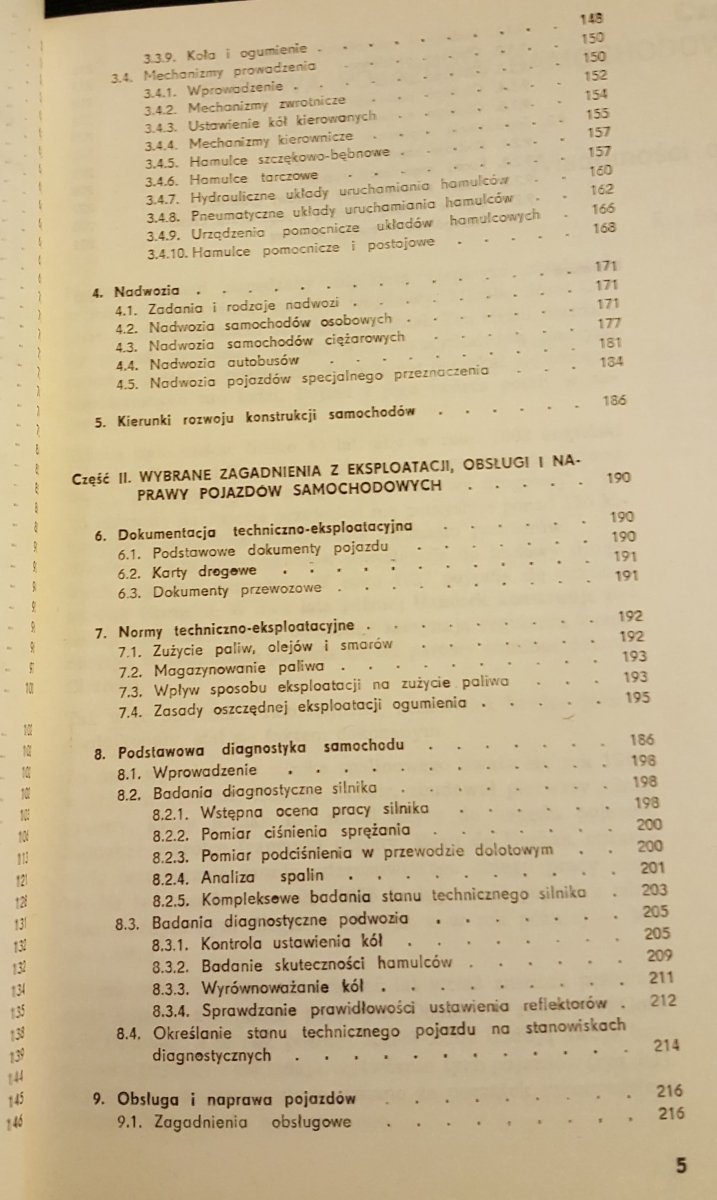 3.3.9. Koła i ogumienie . . . . . . . . . 148
3.4. Mechanizmy prowadzenia . . . . . . . . 150
3.4.1. Wprowadzenie . . . . . . . . . . 150
3.4.2. Mechanizmy zwrotnicze . . . . . . . 152
3.4.3. Ustawienie kół kierowanych . . . . . . 154
3.4.4. Mechanizmy kierownicze . . . . . . . 155
3.4.5. Hamulce szczękowo-bębnowe . . . . . . 157
3.4.6. Hamulce tarczowe . . . . . . . . 157
3.4.7. Hydrauliczne układy uruchamiania hamulców . . 160
3.4.8. Pneumatyczne układy uruchamiania hamulców . . 162
3.4.9. Urządzenia pomocnicze układów hamulcowych . 166
3.4.10. Hamulce pomocnicze i postojowe . . . . 168
4. Nadwozia . . . . . . . . . . . . 171
4.1. Zadania i rodzaje nadwozi . . . . . . . . 171
4.2. Nadwozia samochodów osobowych . . . . . . 171
4.3. Nadwozia samochodów ciężarowych . . . . . 177
4.4. Nadwozia autobusów . . . . . . . . 181
4.5. Nadwozia pojazdów specjalnego przeznaczenia . . . 184
5. Kierunki rozwoju konstrukcji samochodów . . . . . . 186
Część II. WYBRANE ZAGADNIENIA Z EKSPLOATACJI, OBSŁUGI I NA-
PRAWY POJAZDÓW SAMOCHODOWYCH . . . . . 190
6. Dokumentacja techniczno-eksploatacyjna . . . . . . 190
6.1. Podstawowe dokumenty pojazdu . . . . . . . 190
6.2. Karty drogowe . . . . . . . . . . . . 191
6.3. Dokumenty przewozowe . . . . . . . . . . 191
7. Normy techniczno-eksploatacyjne . . . . . . . . . 192
7.1. Zużycie paliw, olejów i smarów . . . . . . . 192
7.2. Magazynowanie paliwa . . . . . . . . . . 193
7.3. Wpływ sposobu eksploatacji na zużycie paliwa . . . 193
7.4. Zasady oszczędnej eksploatacji ogumienia . . . . . 195
8. Podstawowa diagnostyka samochodu . . . . . . . 186
8.1. Wprowadzenie . . . . . . . . . . . . 198
8.2. Badania diagnostyczne silnika . . . . . . . . 198
8.2.1. Wstępna ocena pracy silnika . . . . . . 198
8.2.2. Pomiar ciśnienia sprężania . . . . . . . 200
8.2.3. Pomiar podciśnienia w przewodzie dolotowym . . 200
8.2.4. Analiza spalin . . . . . . . . . . 201
8.2.5. Kompleksowe badania stanu technicznego silnika . 203
8.3. Badania diagnostyczne podwozia . . . . . . . 205
8.3.1. Kontrola ustawienia kół . . . . . . . . 205
8.3.2. Badanie skuteczności hamulców . . . . . . 209
8.3.3. Wyrównoważanie kół . . . . . . . . . 211
8.3.4. Sprawdzanie prawidłowości ustawienia reflektorów . 212
8.4. Określanie stanu technicznego pojazdu na stanowiskach
diagnostycznych . . . . . . . . . . . . 214
9. Obsługa i naprawa pojazdów . . . . . . . . . 216
9.1. Zagadnienia obsługowe . . . . . . . . . 216
5
131
132
132
134
135
138
139
144
145
146